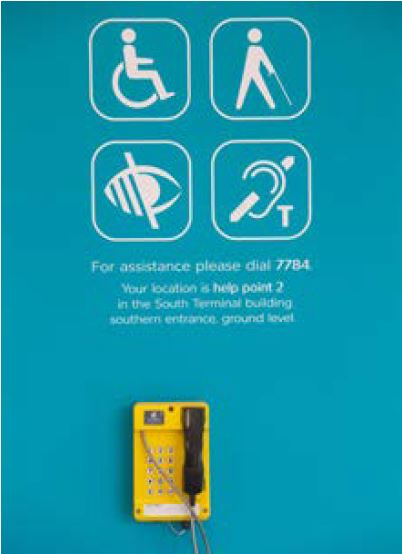 T
For assistance please dial 7784.
Your location is help point 2
in the South Terminal building
southern entrance, ground level.